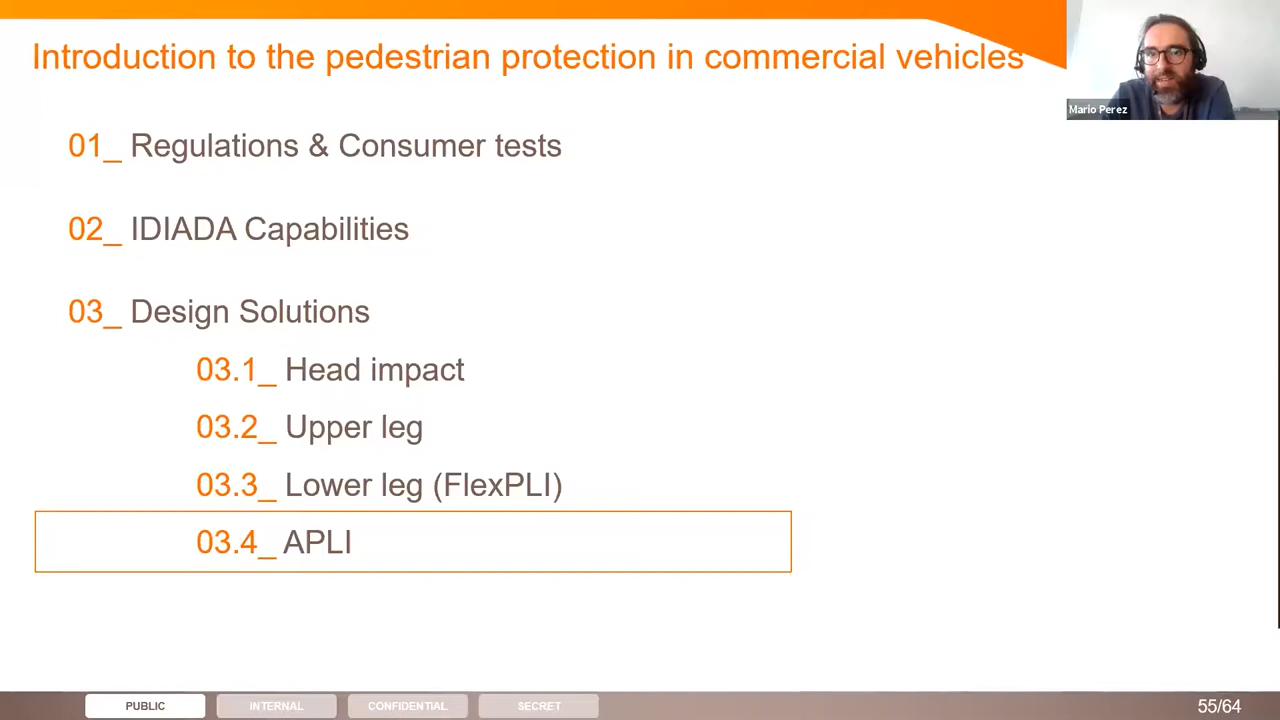 Introduction to the pedestrian protection in commercial vehicles
Mario Perez
01_ Regulations & Consumer tests
02_ IDIADA Capabilities
03_ Design Solutions
03.1_ Head impact
03.2_ Upper leg
03.3_ Lower leg (FlexPLI)
03.4_ APLI
PUBLIC
INTERNAL
CONFIDENTIAL
SECRET
55/64